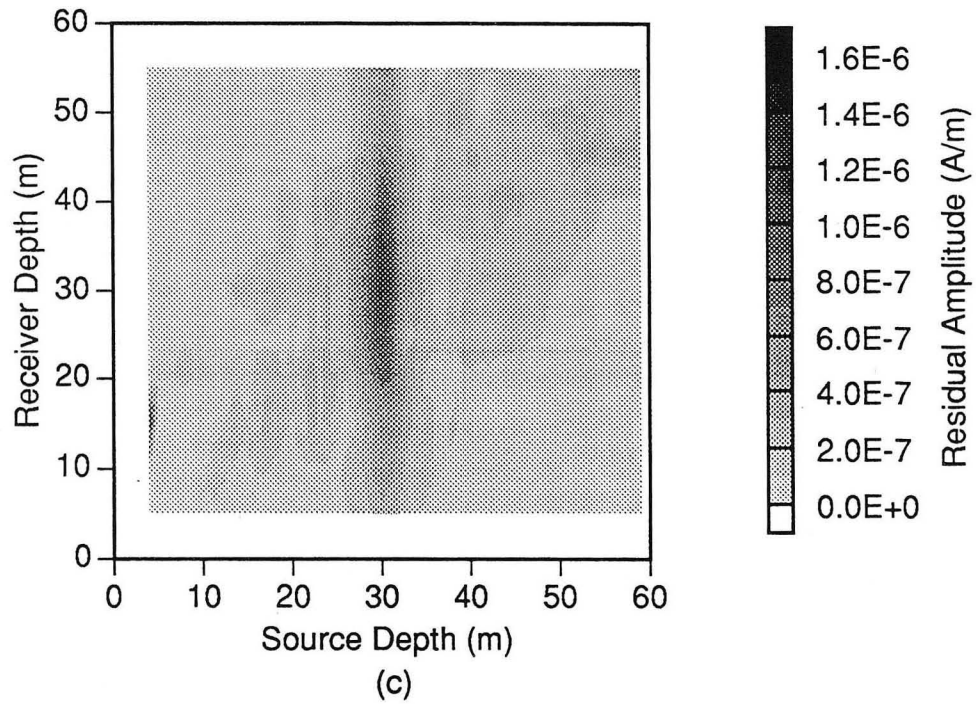 60
50
40
30
20
10
0
Receiver Depth (m)
0 10 20 30 40 50 60
Source Depth (m)
(c)
1.6E-6
1.4E-6
1.2E-6
1.0E-6
8.0E-7
6.0E-7
4.0E-7
2.0E-7
0.0E+0
Residual Amplitude (A/m)